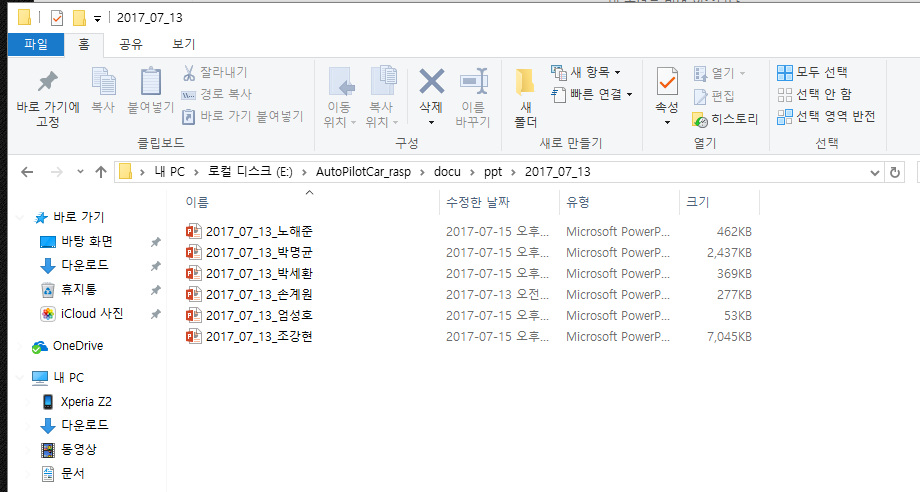 2017_07_13
파일 홈 공유 보기
바로 가기에 고정
복사
붙여넣기
잘라내기
경로 복사
바로 가기 붙여넣기
클립보드
이동 위치
복사 위치
삭제
이름 바꾸기
구성
새 폴더
새 항목
빠른 연결
새로 만들기
속성
열기
편집
히스토리
열기
모두 선택
선택 안 함
선택 영역 반전
선택
내 PC > 로컬 디스크 (E:) > AutoPilotCar_rasp > docu > ppt > 2017_07_13
바로 가기
바탕 화면
다운로드
휴지통
iCloud 사진
OneDrive
내 PC
Xperia Z2
다운로드
동영상
문서
이름 수정한 날짜 유형 크기
2017_07_13_노해준 2017-07-15 오후... Microsoft PowerP... 462KB
2017_07_13_박명균 2017-07-15 오후... Microsoft PowerP... 2,437KB
2017_07_13_박세환 2017-07-15 오후... Microsoft PowerP... 369KB
2017_07_13_손계원 2017-07-13 오전... Microsoft PowerP... 277KB
2017_07_13_엄성호 2017-07-15 오후... Microsoft PowerP... 53KB
2017_07_13_조강현 2017-07-15 오후... Microsoft PowerP... 7,045KB